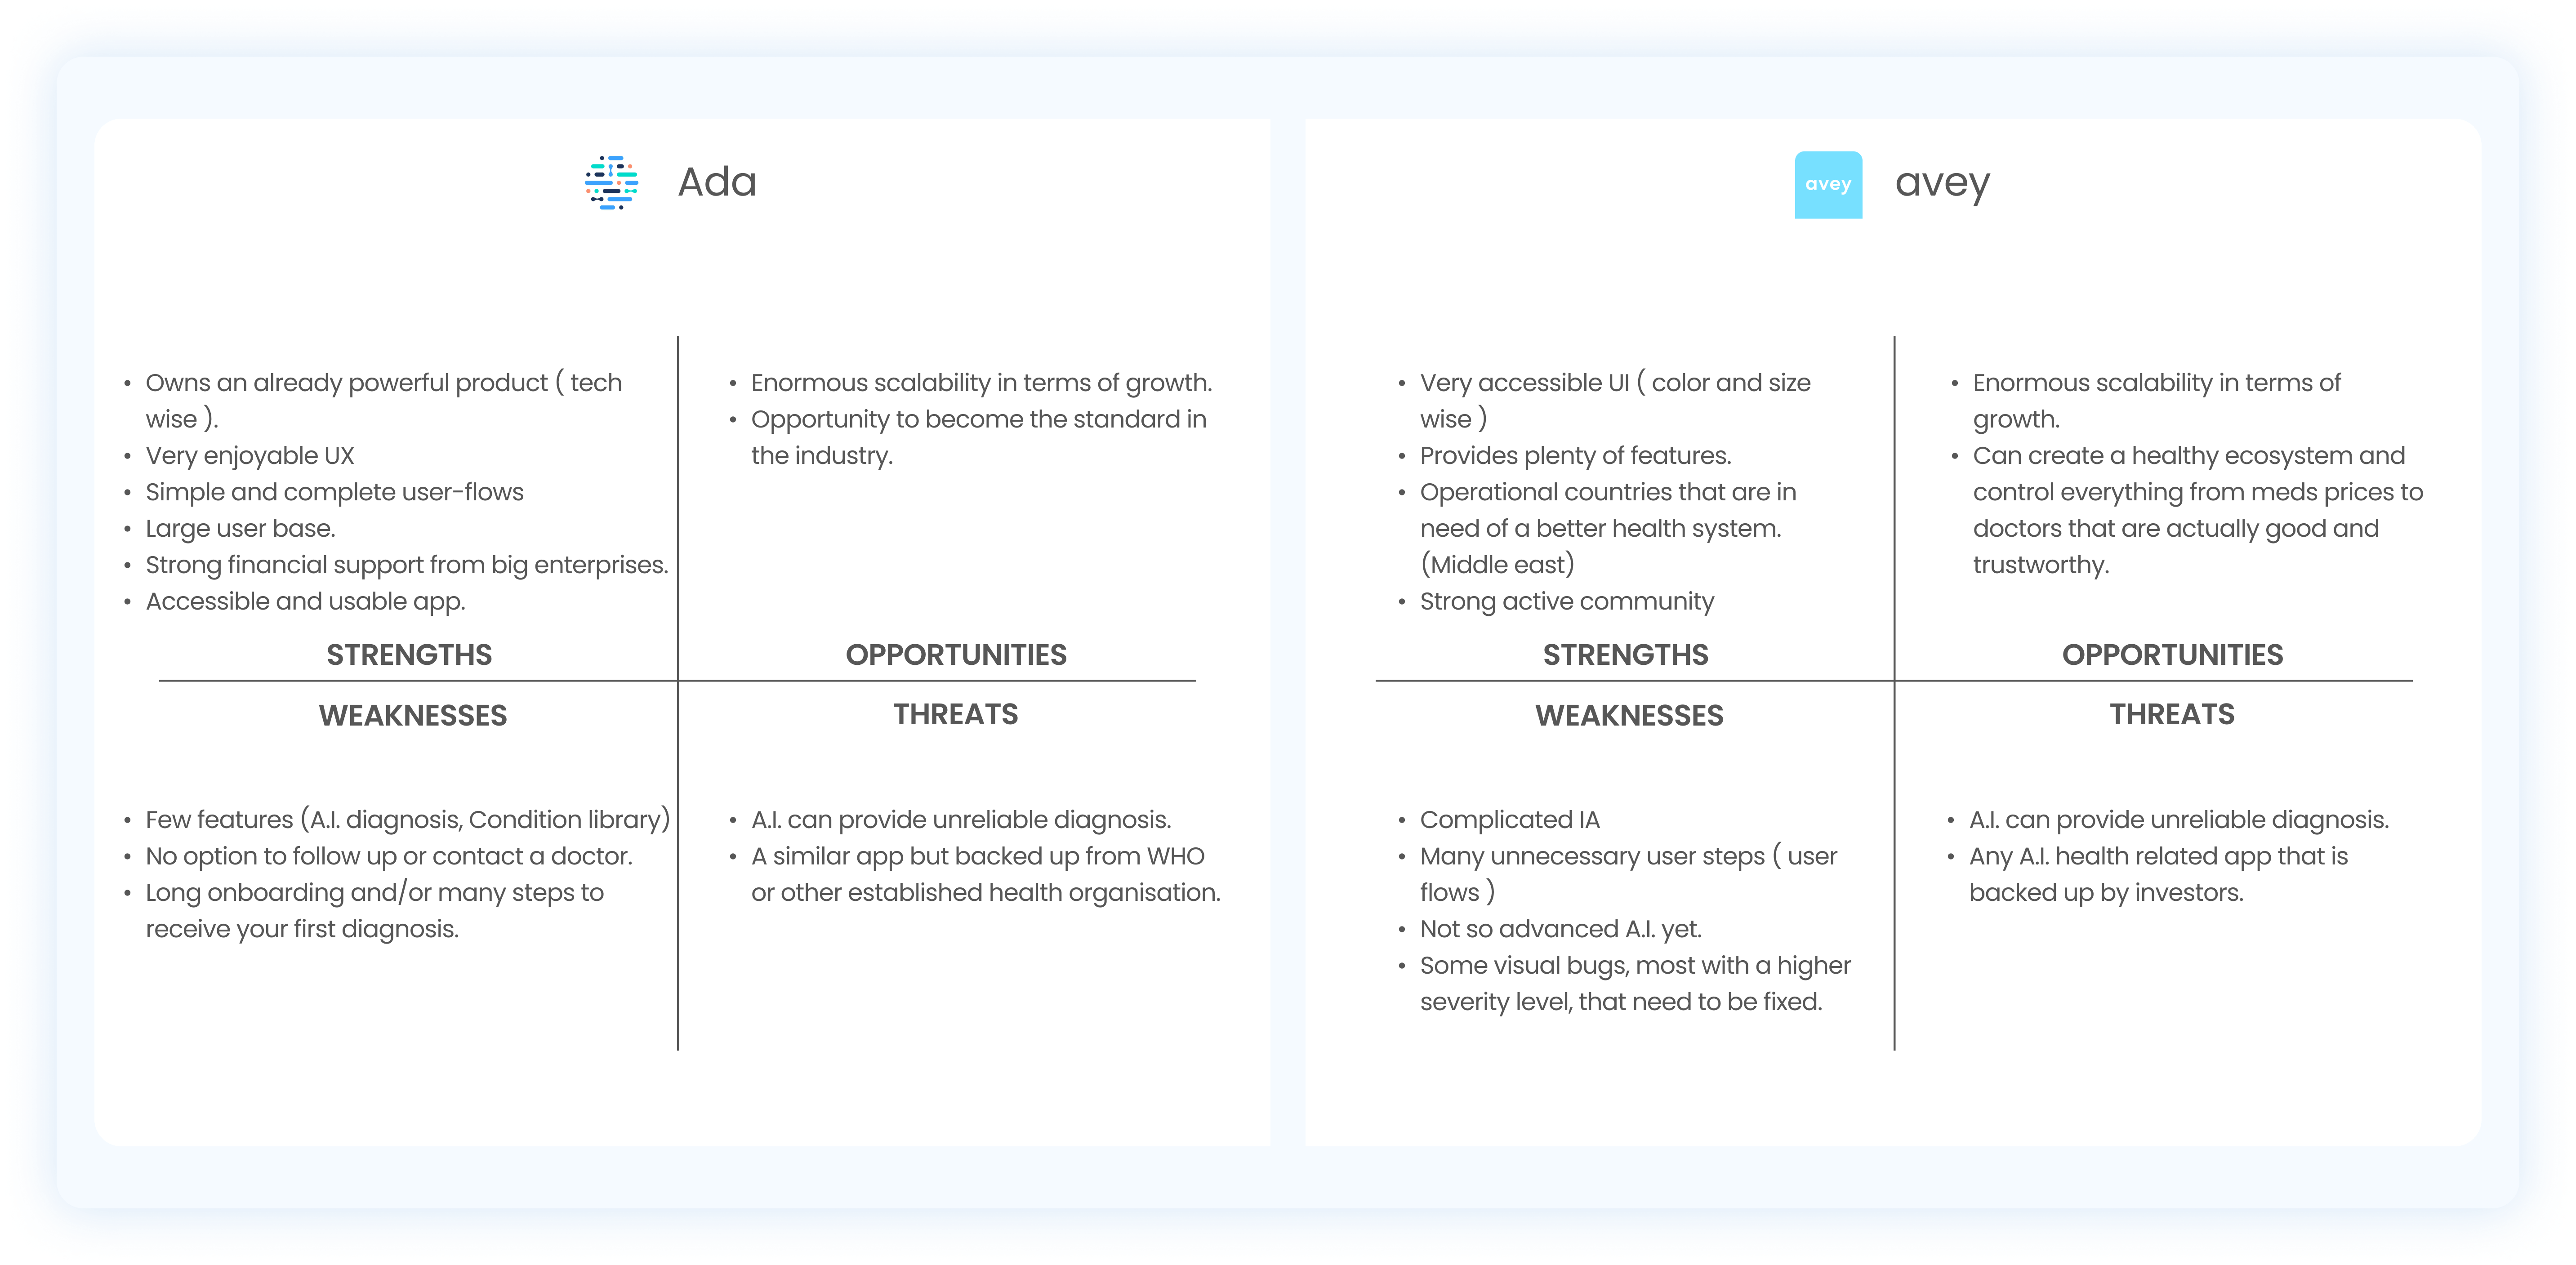 Ada
• Owns an already powerful product ( tech
wise ).
• Very enjoyable UX
• Simple and complete user-flows
• Large user base.
• Strong financial support from big enterprises.
• Accessible and usable app.
STRENGTHS
• Enormous scalability in terms of growth.
• Opportunity to become the standard in
the industry.
OPPORTUNITIES
WEAKNESSES
• Few features (A.I. diagnosis, Condition library)
• No option to follow up or contact a doctor.
• Long onboarding and/or many steps to
receive your first diagnosis.
THREATS
• A.I. can provide unreliable diagnosis.
• A similar app but backed up from WHO
or other established health organisation.
avey
avey
• Very accessible UI ( color and size
wise )
• Provides plenty of features.
• Operational countries that are in
need of a better health system.
(Middle east)
• Strong active community
STRENGTHS
• Enormous scalability in terms of
growth.
• Can create a healthy ecosystem and
control everything from meds prices to
doctors that are actually good and
trustworthy.
OPPORTUNITIES
WEAKNESSES
• Complicated IA
• Many unnecessary user steps ( user
flows )
• Not so advanced A.I. yet.
• Some visual bugs, most with a higher
severity level, that need to be fixed.
THREATS
• A.I. can provide unreliable diagnosis.
• Any A.I. health related app that is
backed up by investors.